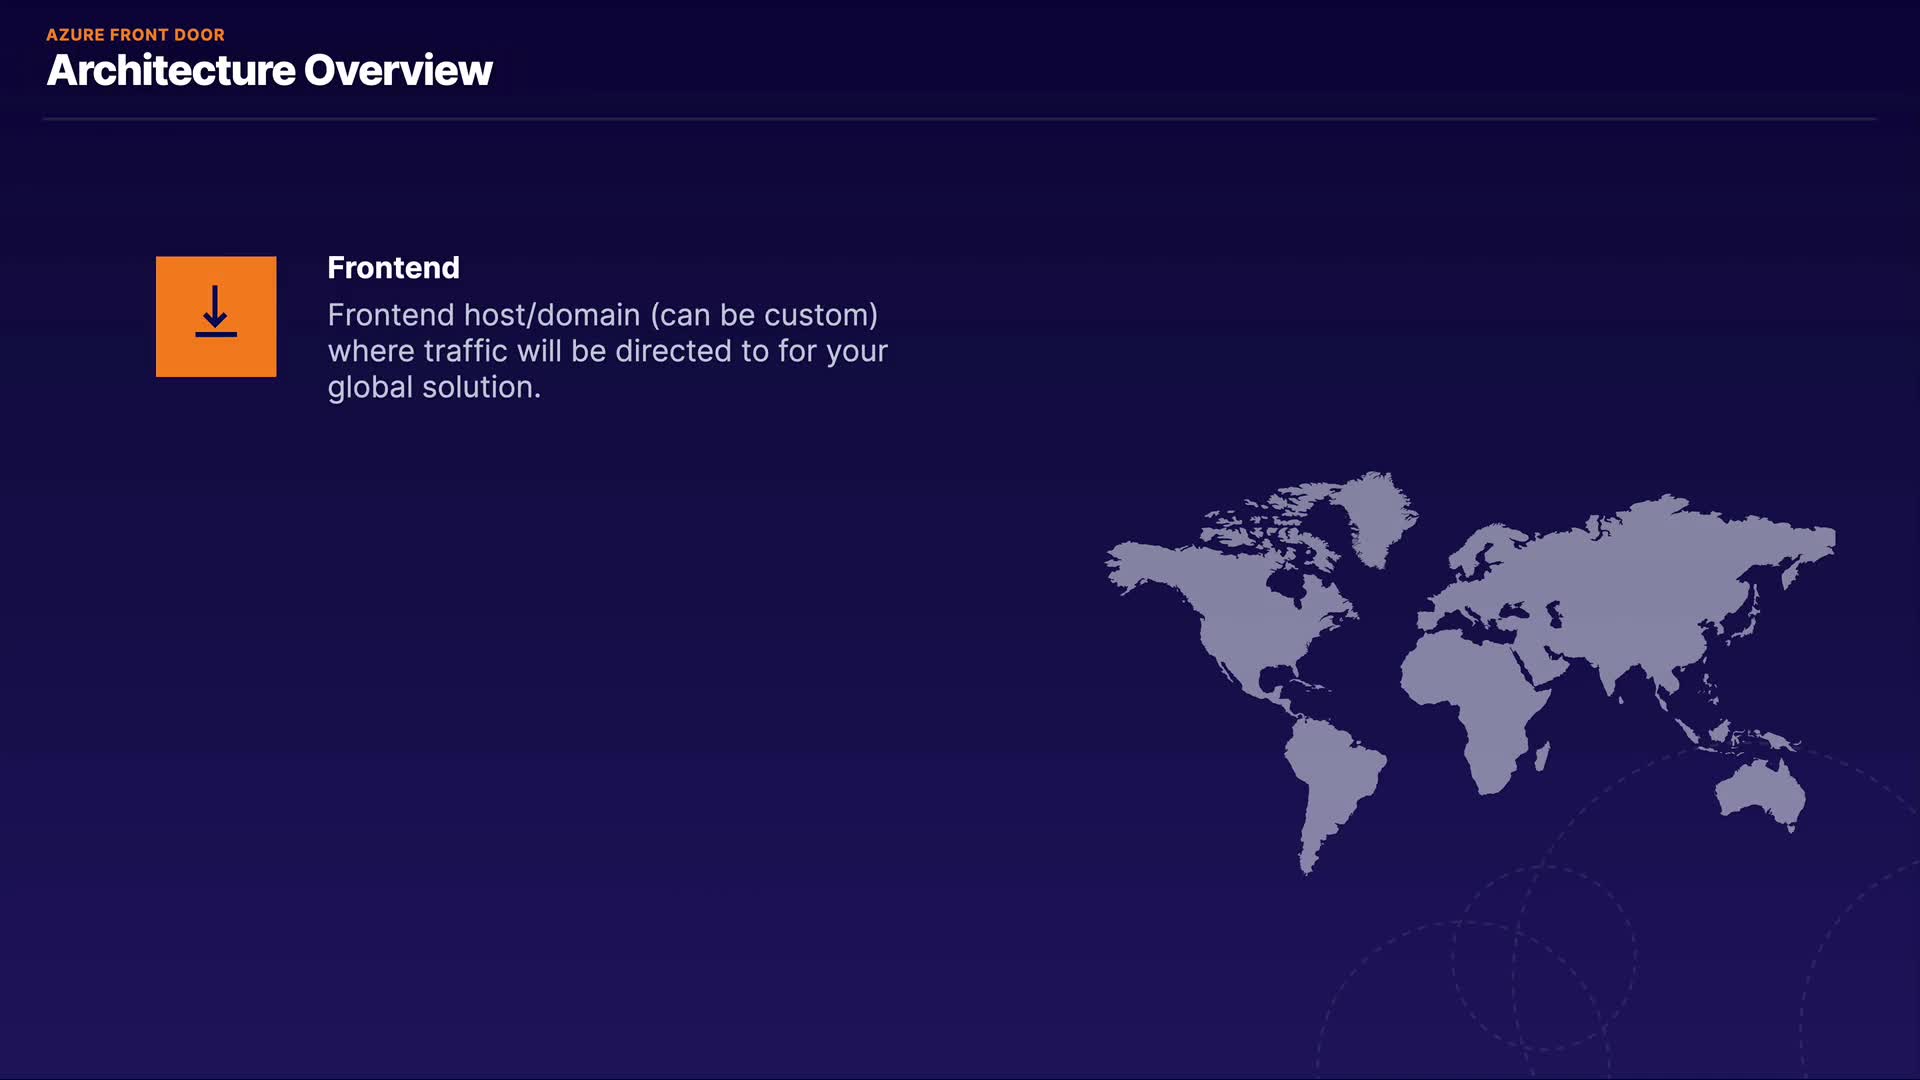 AZURE FRONT DOOR
Architecture Overview
Frontend
Frontend host/domain (can be custom)
where traffic will be directed to for your
global solution.